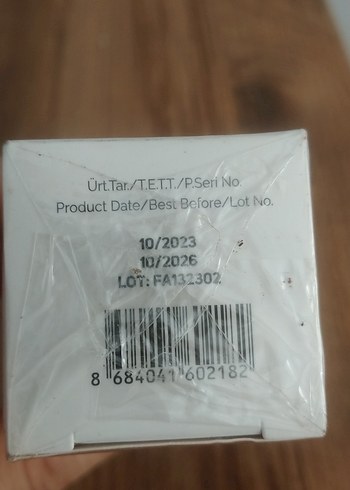 Ürt.Tar./T.E.T.T./P.Seri No.
Product Date/Best Before/Lot No.
10/2023
10/2026
LOT: FA132302
8 684041 602182